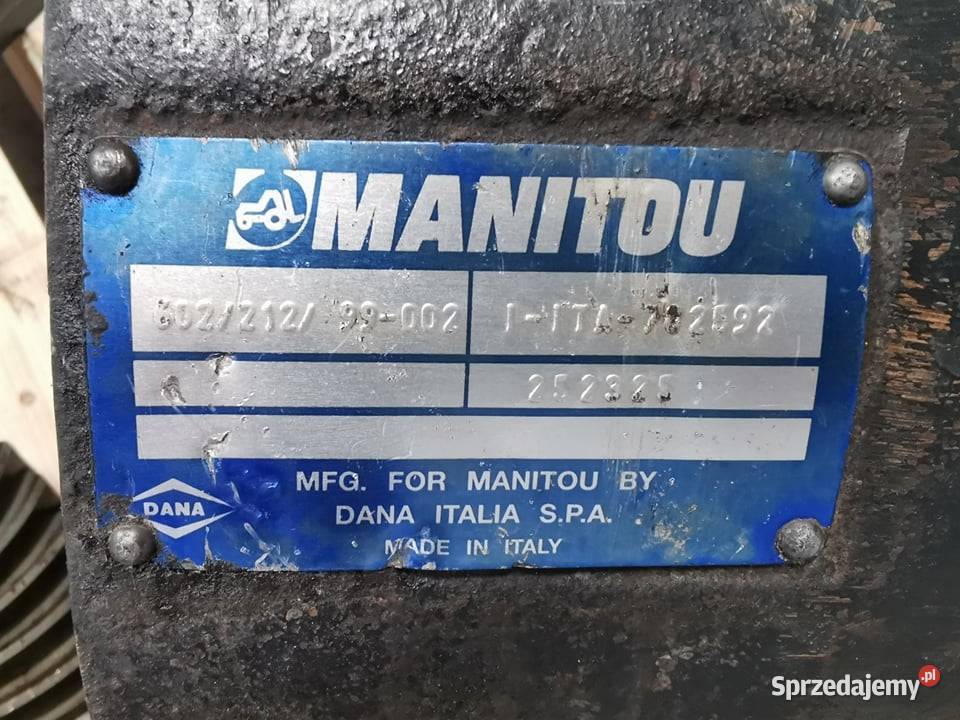 MANITOU
602/212/ 99-002
252325
MFG. FOR MANITOU BY
DANA ITALIA S.P.A.
MADE IN ITALY
DANA
Sprzedajemy.pl